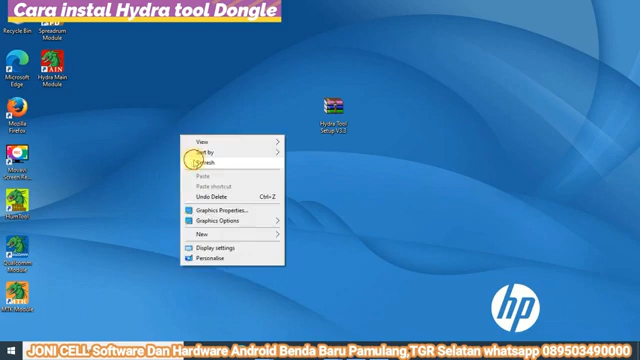 Cara instal Hydra tool Dongle
Recycle Bin
Spreadrum
Module
Microsoft
Edge
Hydra Main
Module
Mozilla
Firefox
Movavi
Screen Re...
HumTool
Qualcomm
Module
MTK Module
Hydra Tool
Setup V3.3
View
Sort by
Refresh
Paste
Paste shortcut
Undo Delete Ctrl+Z
Graphics Properties...
Graphics Options
New
Display settings
Personalise
hp
JONI CELL Software Dan Hardware Android Benda Baru Pamulang,TGR Selatan whatsapp 089503490000